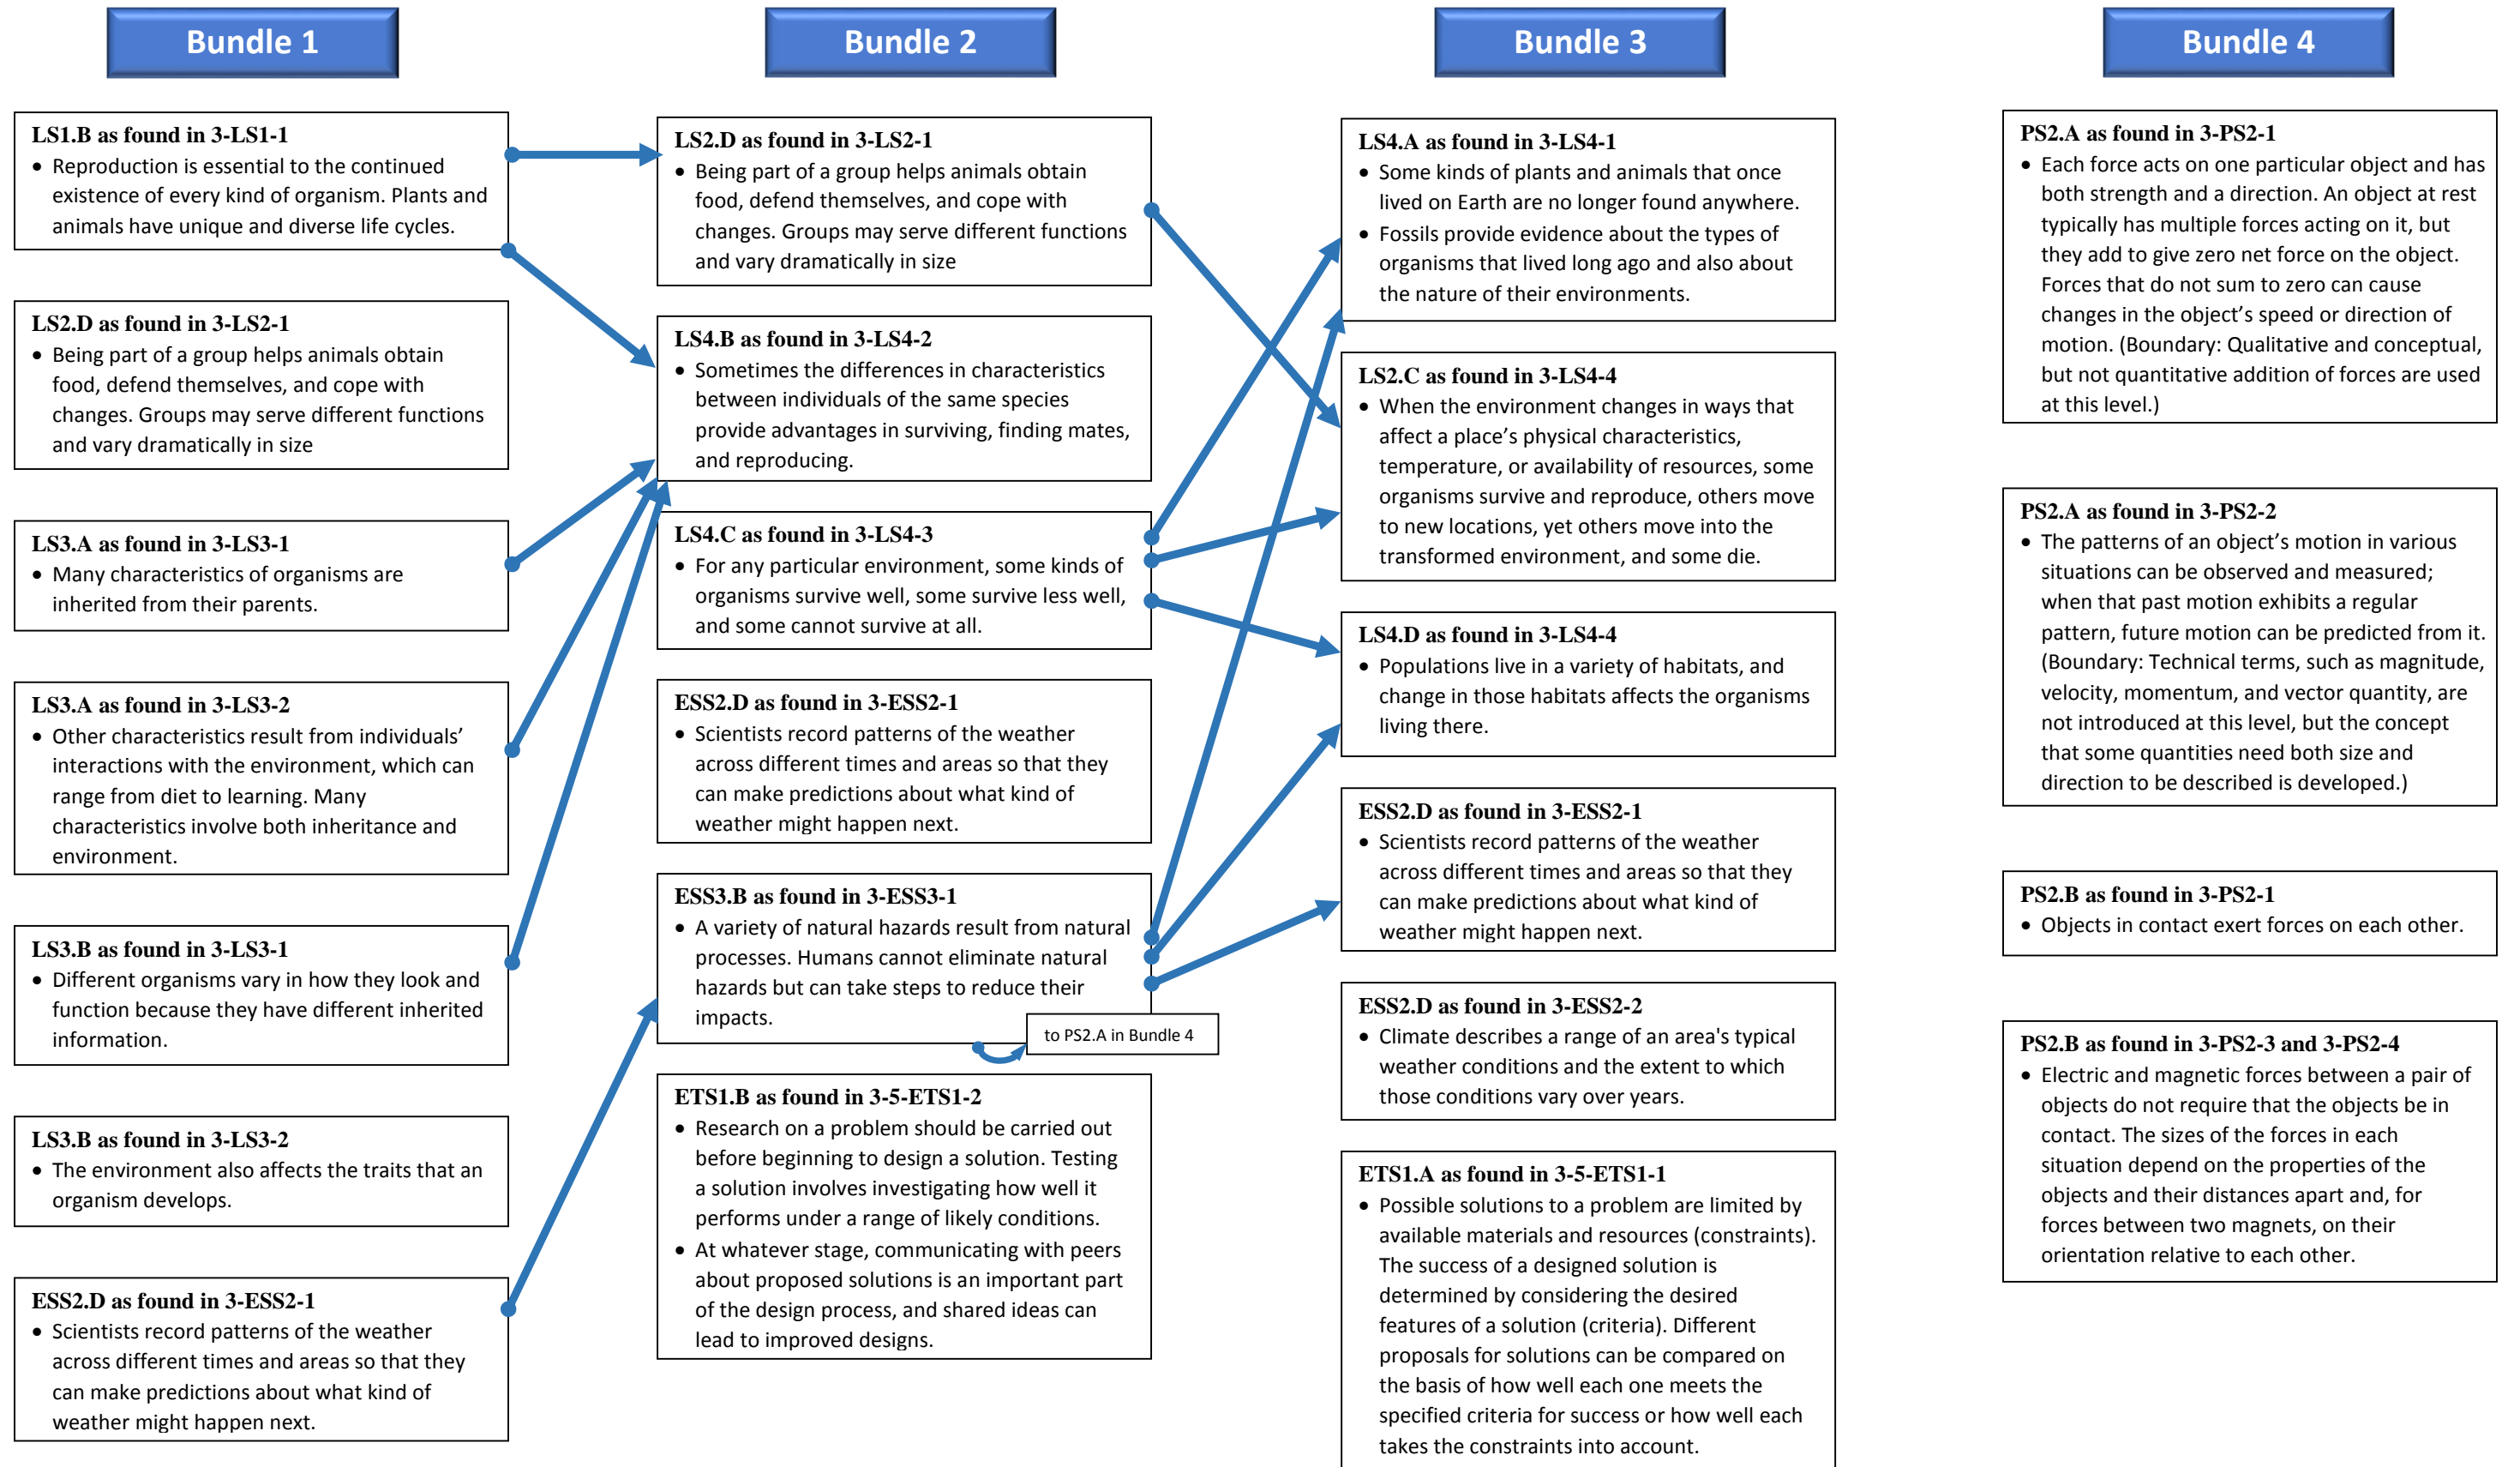 Bundle 1
LS1.B as found in 3-LS1-1
• Reproduction is essential to the continued
existence of every kind of organism. Plants and
animals have unique and diverse life cycles.
LS2.D as found in 3-LS2-1
• Being part of a group helps animals obtain
food, defend themselves, and cope with
changes. Groups may serve different functions
and vary dramatically in size
LS3.A as found in 3-LS3-1
• Many characteristics of organisms are
inherited from their parents.
LS3.A as found in 3-LS3-2
• Other characteristics result from individuals’
interactions with the environment, which can
range from diet to learning. Many
characteristics involve both inheritance and
environment.
LS3.B as found in 3-LS3-1
• Different organisms vary in how they look and
function because they have different inherited
information.
LS3.B as found in 3-LS3-2
• The environment also affects the traits that an
organism develops.
ESS2.D as found in 3-ESS2-1
• Scientists record patterns of the weather
across different times and areas so that they
can make predictions about what kind of
weather might happen next.
Bundle 2
LS2.D as found in 3-LS2-1
• Being part of a group helps animals obtain
food, defend themselves, and cope with
changes. Groups may serve different functions
and vary dramatically in size
LS4.B as found in 3-LS4-2
• Sometimes the differences in characteristics
between individuals of the same species
provide advantages in surviving, finding mates,
and reproducing.
LS4.C as found in 3-LS4-3
• For any particular environment, some kinds of
organisms survive well, some survive less well,
and some cannot survive at all.
ESS2.D as found in 3-ESS2-1
• Scientists record patterns of the weather
across different times and areas so that they
can make predictions about what kind of
weather might happen next.
ESS3.B as found in 3-ESS3-1
• A variety of natural hazards result from natural
processes. Humans cannot eliminate natural
hazards but can take steps to reduce their
impacts.
to PS2.A in Bundle 4
ETS1.B as found in 3-5-ETS1-2
• Research on a problem should be carried out
before beginning to design a solution. Testing
a solution involves investigating how well it
performs under a range of likely conditions.
• At whatever stage, communicating with peers
about proposed solutions is an important part
of the design process, and shared ideas can
lead to improved designs.
Bundle 3
LS4.A as found in 3-LS4-1
• Some kinds of plants and animals that once
lived on Earth are no longer found anywhere.
• Fossils provide evidence about the types of
organisms that lived long ago and also about
the nature of their environments.
LS2.C as found in 3-LS4-4
• When the environment changes in ways that
affect a place’s physical characteristics,
temperature, or availability of resources, some
organisms survive and reproduce, others move
to new locations, yet others move into the
transformed environment, and some die.
LS4.D as found in 3-LS4-4
• Populations live in a variety of habitats, and
change in those habitats affects the organisms
living there.
ESS2.D as found in 3-ESS2-1
• Scientists record patterns of the weather
across different times and areas so that they
can make predictions about what kind of
weather might happen next.
ESS2.D as found in 3-ESS2-2
• Climate describes a range of an area's typical
weather conditions and the extent to which
those conditions vary over years.
ETS1.A as found in 3-5-ETS1-1
• Possible solutions to a problem are limited by
available materials and resources (constraints).
The success of a designed solution is
determined by considering the desired
features of a solution (criteria). Different
proposals for solutions can be compared on
the basis of how well each one meets the
specified criteria for success or how well each
takes the constraints into account.
Bundle 4
PS2.A as found in 3-PS2-1
• Each force acts on one particular object and has
both strength and a direction. An object at rest
typically has multiple forces acting on it, but
they add to give zero net force on the object.
Forces that do not sum to zero can cause
changes in the object’s speed or direction of
motion. (Boundary: Qualitative and conceptual,
but not quantitative addition of forces are used
at this level.)
PS2.A as found in 3-PS2-2
• The patterns of an object’s motion in various
situations can be observed and measured;
when that past motion exhibits a regular
pattern, future motion can be predicted from it.
(Boundary: Technical terms, such as magnitude,
velocity, momentum, and vector quantity, are
not introduced at this level, but the concept
that some quantities need both size and
direction to be described is developed.)
PS2.B as found in 3-PS2-1
• Objects in contact exert forces on each other.
PS2.B as found in 3-PS2-3 and 3-PS2-4
• Electric and magnetic forces between a pair of
objects do not require that the objects be in
contact. The sizes of the forces in each
situation depend on the properties of the
objects and their distances apart and, for
forces between two magnets, on their
orientation relative to each other.